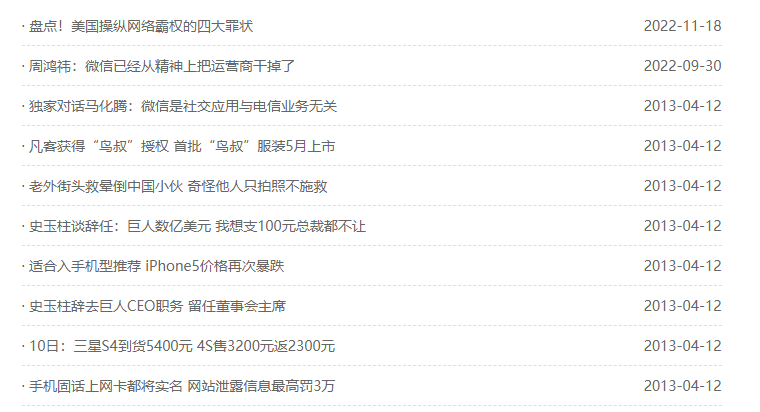 · 盘点！美国操纵网络霸权的四大罪状 2022-11-18
· 周鸿祎：微信已经从精神上把运营商干掉了 2022-09-30
· 独家对话马化腾：微信是社交应用与电信业务无关 2013-04-12
· 凡客获得“鸟叔”授权 首批“鸟叔”服装5月上市 2013-04-12
· 老外街头救晕倒中国小伙 奇怪他人只拍照不施救 2013-04-12
· 史玉柱谈辞任：巨人数亿美元 我想支100元总裁都不让 2013-04-12
· 适合入手机型推荐 iPhone5价格再次暴跌 2013-04-12
· 史玉柱辞去巨人CEO职务 留任董事会主席 2013-04-12
· 10日：三星S4到货5400元 4S售3200元返2300元 2013-04-12
· 手机固话上网卡都将实名 网站泄露信息最高罚3万 2013-04-12